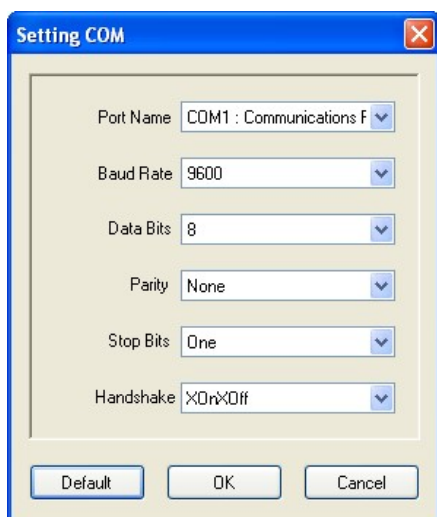 Setting COM
Port Name COM1 : Communications F
Baud Rate 9600
Data Bits 8
Parity None
Stop Bits One
Handshake XOnXOff
Default OK Cancel